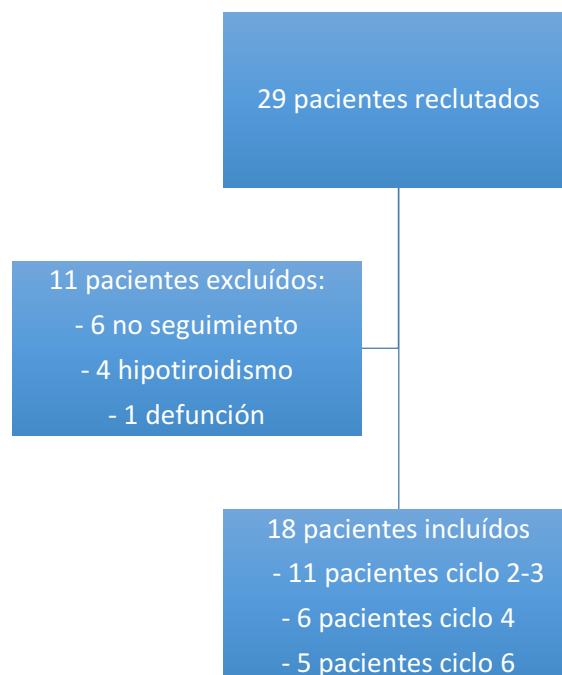 29 pacientes reclutados
11 pacientes excluídos:
- 6 no seguimiento
- 4 hipotiroidismo
- 1 defunción
18 pacientes incluídos
- 11 pacientes ciclo 2-3
- 6 pacientes ciclo 4
- 5 pacientes ciclo 6